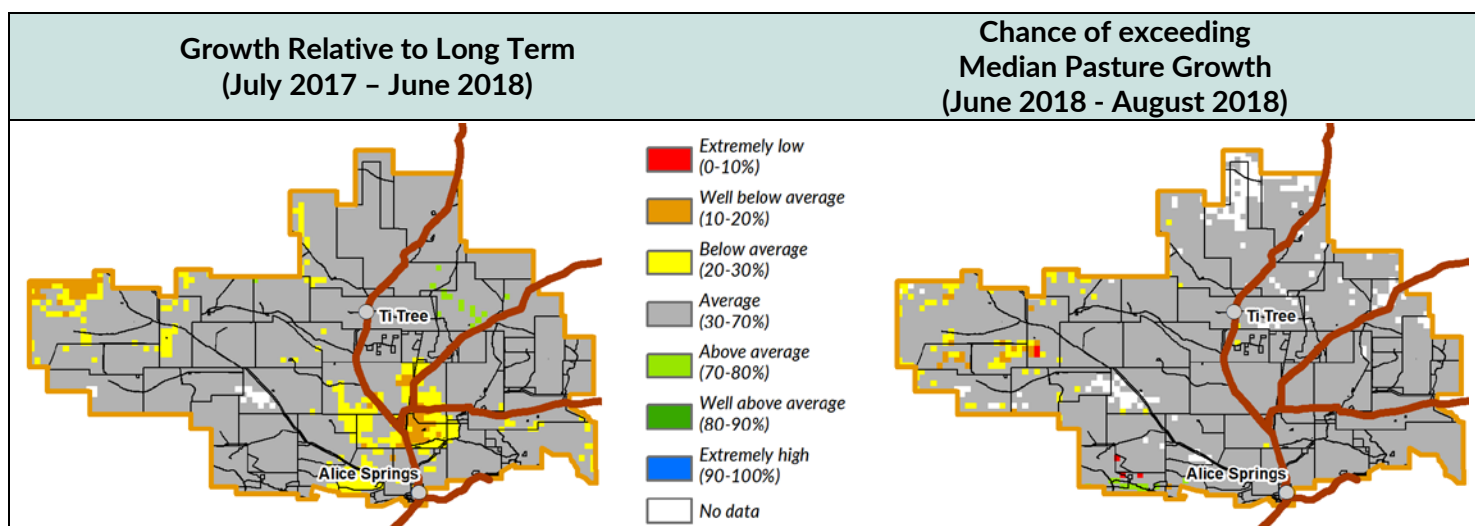 Growth Relative to Long Term
(July 2017 – June 2018)
Chance of exceeding
Median Pasture Growth
(June 2018 - August 2018)
Ti Tree
Alice Springs
Extremely low
(0-10%)
Well below average
(10-20%)
Below average
(20-30%)
Average
(30-70%)
Above average
(70-80%)
Well above average
(80-90%)
Extremely high
(90-100%)
No data
Ti Tree
Alice Springs